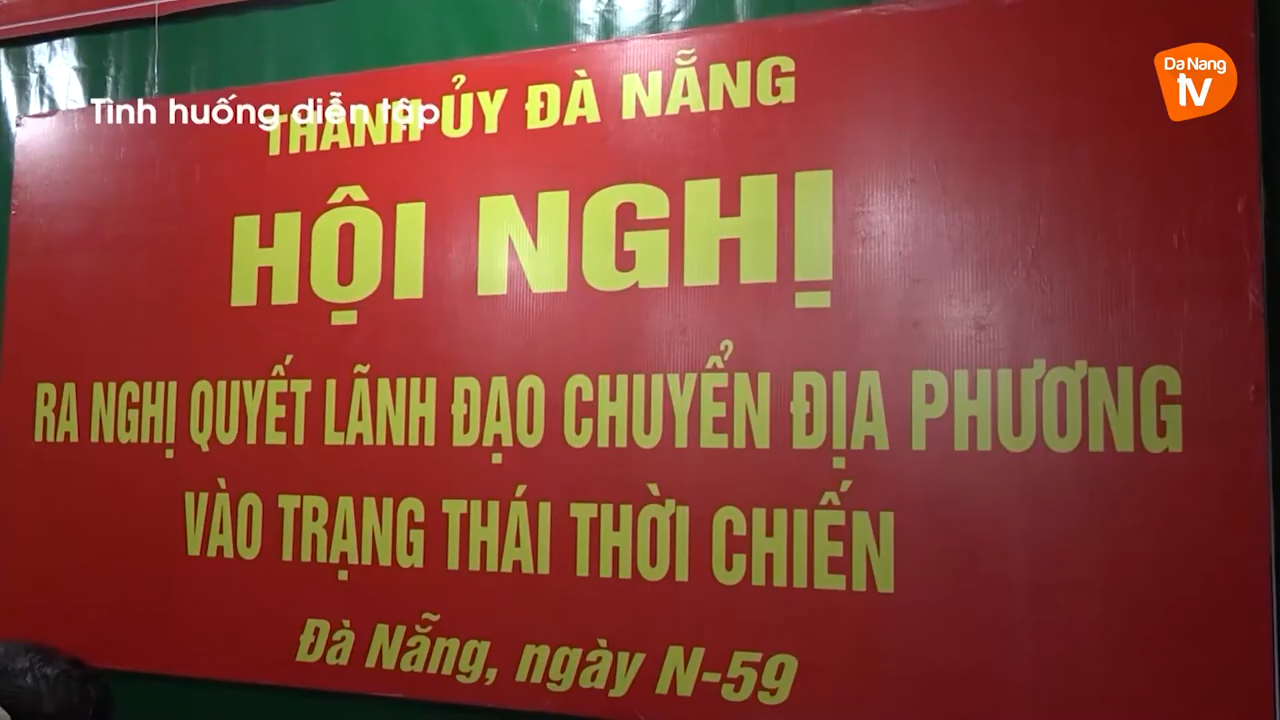 Da Nang
tv
Tình huống diễn tập
THÀNH ỦY ĐÀ NẴNG
HỘI NGHỊ
RA NGHỊ QUYẾT LÃNH ĐẠO CHUYỂN ĐỊA PHƯƠNG
VÀO TRẠNG THÁI THỜI CHIẾN
Đà Nẵng, ngày N-59